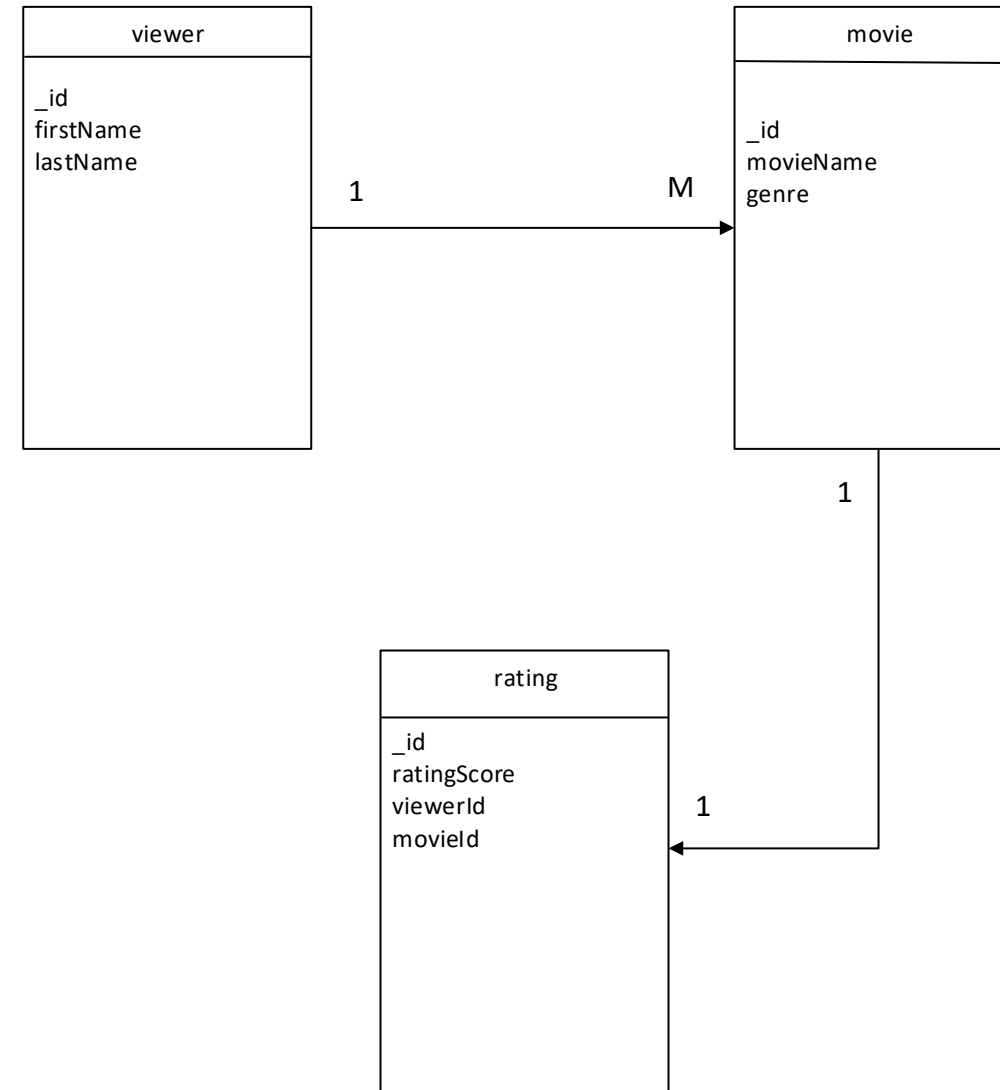 viewer
_id
firstName
lastName
1
M
movie
_id
movieName
genre
1
rating
_id
ratingScore
viewerId
movieId
1